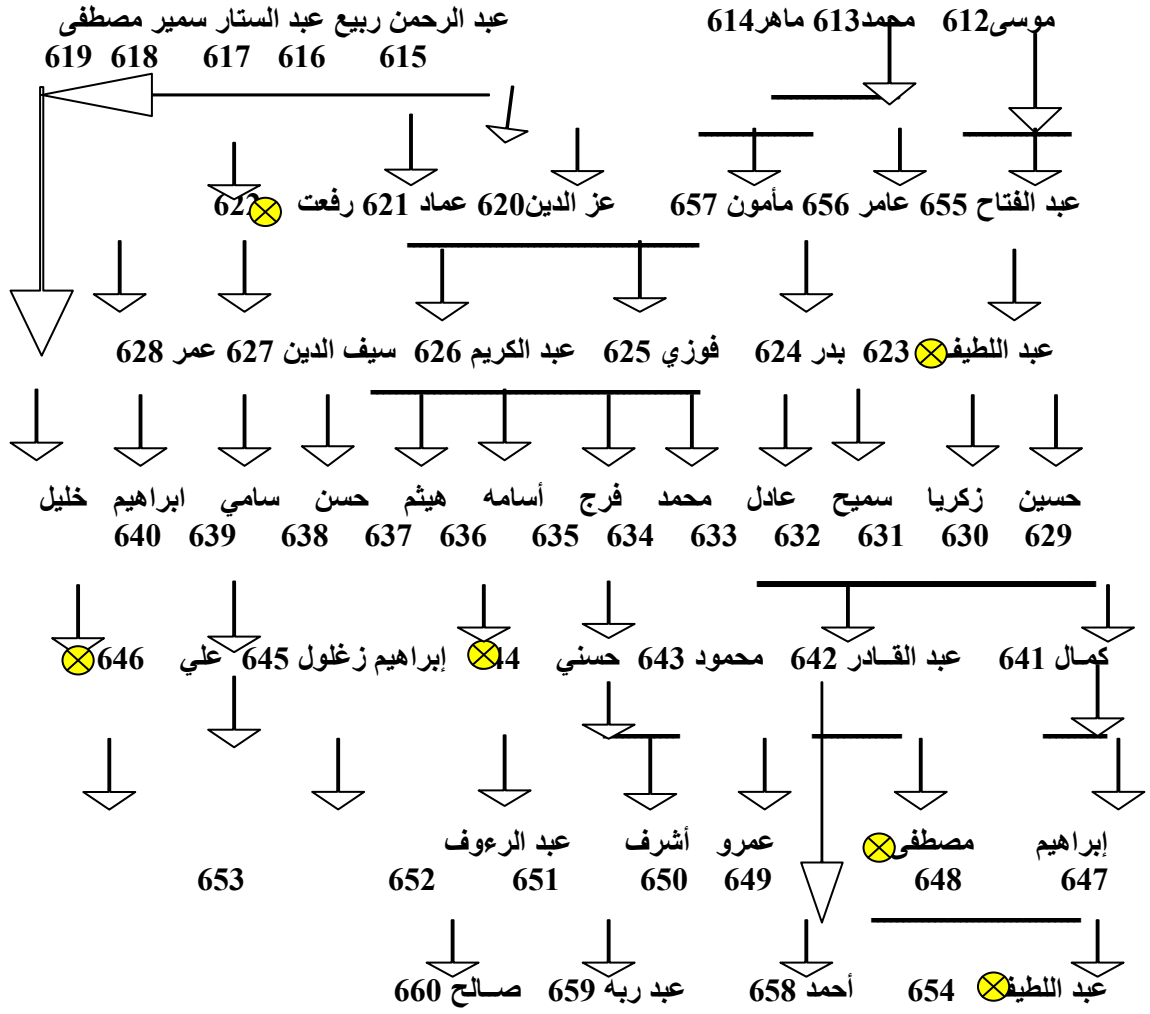 موسى612 محمد613 ماهر614 عبد الرحمن ربيع عبد الستار سمير مصطفى
615 616 617 618 619
عبد الفتاح 655 عامر 656 مأمون 657 عز الدين620 عماد 621 رفعت 622
عبد اللطيف 623 بدر 624 فوزي 625 عبد الكريم 626 سيف الدين 627 عمر 628
حسين زكريا سميح عادل محمد فرج أسامه هيثم حسن سامي ابراهيم خليل
629 630 631 632 633 634 635 636 637 638 639 640
كمـال 641 عبد القــادر 642 محمود 643 حسني 44 إبراهيم زغلول 645 علي 646
إبراهيم مصطفى عمرو أشرف عبد الرءوف
647 648 649 650 651 652 653
عبد اللطيف 654 أحمد 658 عبد ربه 659 صــالح 660